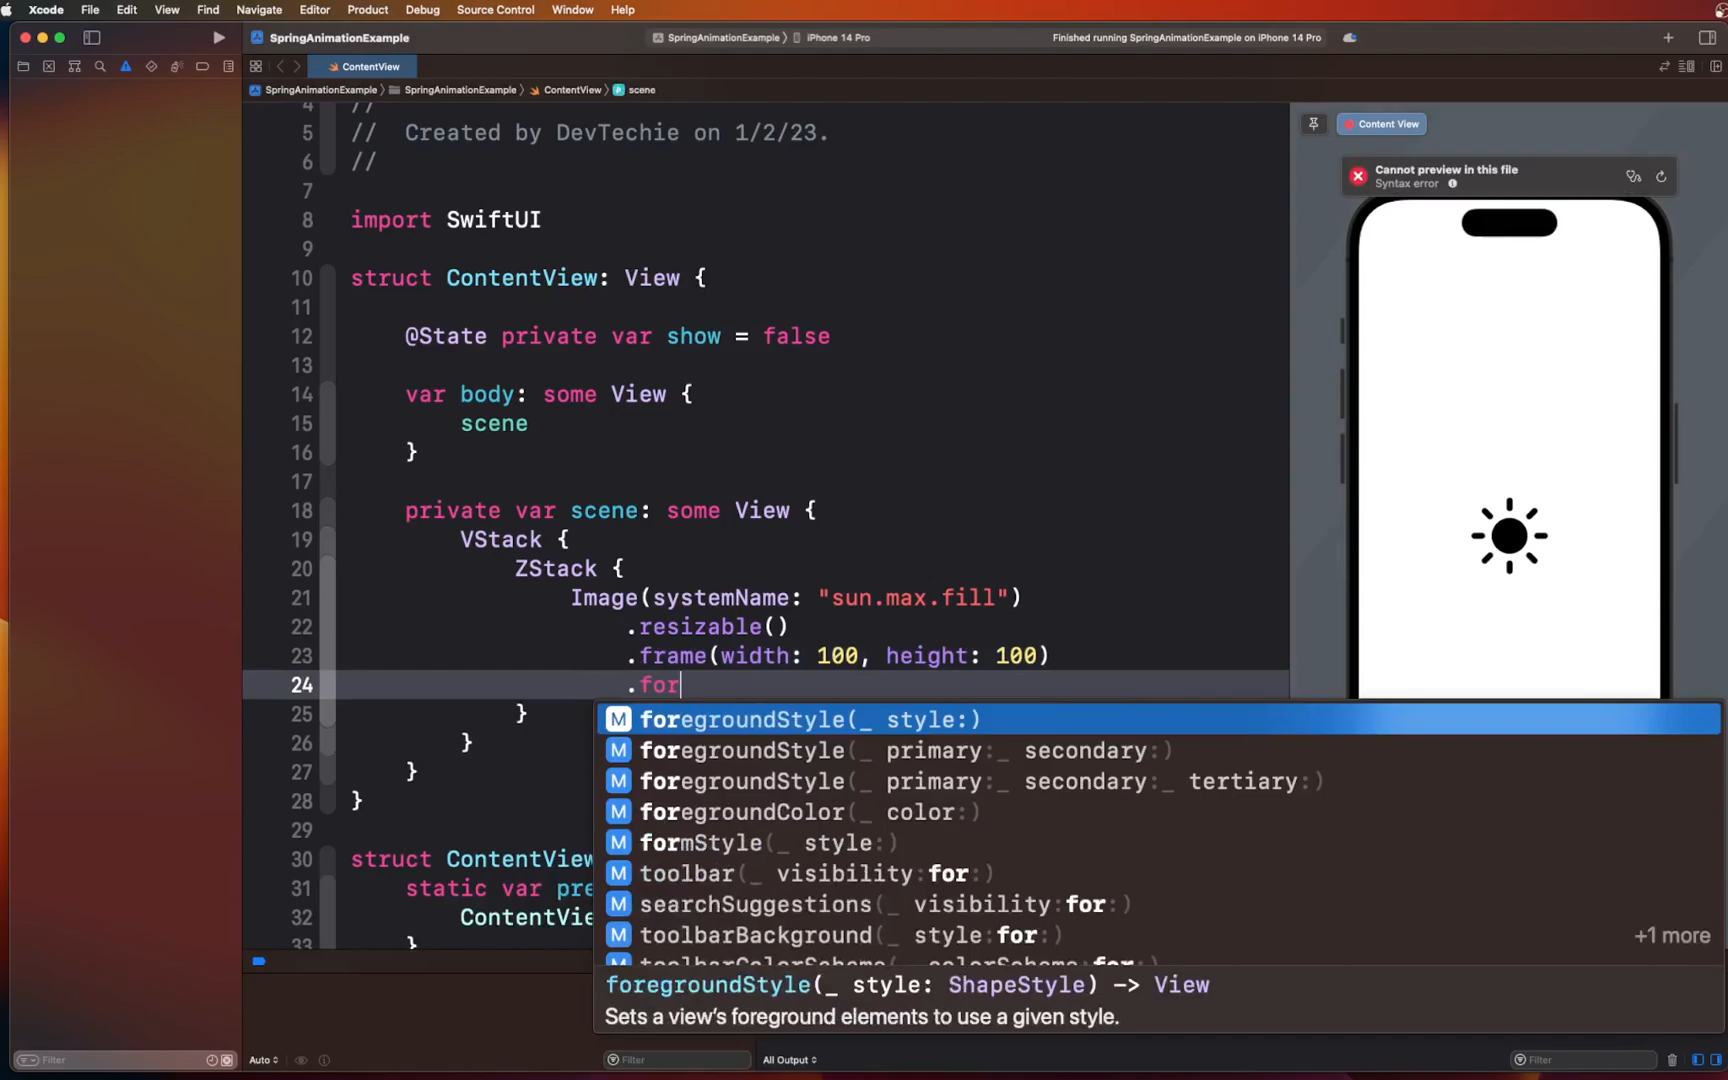 Xcode File Edit View Find Navigate Editor Product Debug Source Control Window Help
SpringAnimationExample
SpringAnimationExample 〉 iPhone 14 Pro
Finished running SpringAnimationExample on iPhone 14 Pro
ContentView
SpringAnimationExample 〉 SpringAnimationExample 〉 ContentView 〉 scene
4 //
5 // Created by DevTechie on 1/2/23.
6 //
7
8 import SwiftUI
9
10 struct ContentView: View {
11
12 @State private var show = false
13
14 var body: some View {
15 scene
16 }
17
18 private var scene: some View {
19 VStack {
20 ZStack {
21 Image(systemName: "sun.max.fill")
22 .resizable()
23 .frame(width: 100, height: 100)
24 .for
25 }
26 }
27 }
28 }
29
30 struct ContentView
31 static var pre
32 ContentVie
33 }
M foregroundStyle(_ style:)
M foregroundStyle(_ primary:_ secondary:)
M foregroundStyle(_ primary:_ secondary:_ tertiary:)
M foregroundColor(_ color:)
M formStyle(_ style:)
M toolbar(_ visibility:for:)
M searchSuggestions(_ visibility:for:)
M toolbarBackground(_ style:for:)
+1 more
toolbarColorScheme(_ colorScheme:for:)
foregroundStyle(_ style: ShapeStyle) -> View
Sets a view's foreground elements to use a given style.
Content View
Cannot preview in this file
Syntax error
Filter
Auto
Filter
All Output
Filter